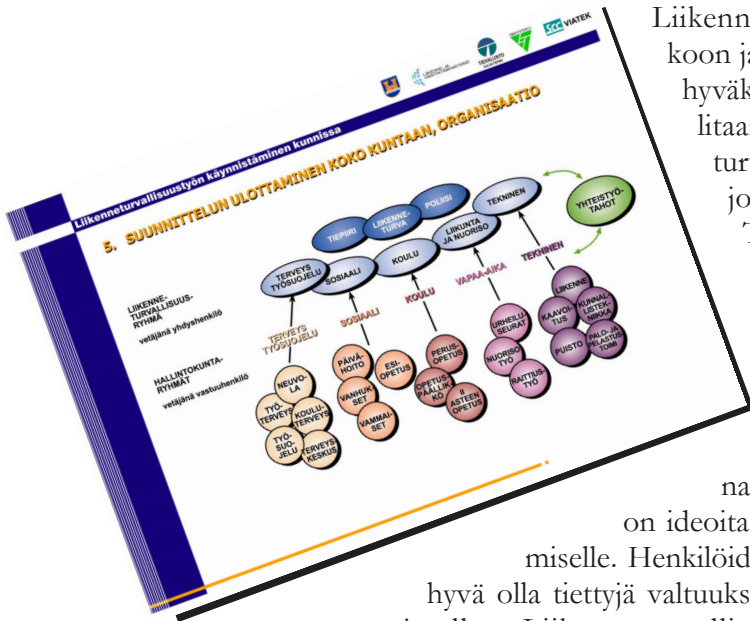 Liikenneturvallisuustyön käynnistäminen kunnissa
SCC VIATEK
5. SUUNNITTELUN ULOTTAMINEN KOKO KUNTAAN, ORGANISAATIO
TIEPIIRI
LIIKENNE-
TURVA
POLIISI
TERVEYS
TYÖSUOJELU
SOSIAALI
KOULU
LIIKUNTA
JA NUORISO
TEKNINEN
YHTEISTYÖ-
TAHOT
LIIKENNE-
TURVALLISUUS-
RYHMÄ
vetäjänä yhdyshenkilö
HALLINTOKUNTA-
RYHMÄT
vetäjänä vastuuhenkilö
TERVEYS
TYÖSUOJELU
SOSIAALI
KOULU
VAPAA-AIKA
TEKNINEN
NEUVO-
LA
TYÖ-
TERVEYS
KOULU-
TERVEYS
TYÖ-
SUO-
JELU
TERVEYS
KESKUS
PÄIVÄ-
HOITO
ESI-
OPETUS
VANHUK-
SET
VAMMAI-
SET
PERUS-
OPETUS
OPETUS-
PÄÄLLIK-
KÖ
II
ASTEEN
OPETUS
URHEILU-
SEURAT
NUORISO
TYÖ
RAITTIUS-
TYÖ
LIIKENNE
KAAVOI-
TUS
KUNNAL-
LISTEK-
NIIKKA
PUISTO
PALO- JA
PELASTUS
TOIMI
Liikenn
koon ja
hyväk
litaan
tur
jo
T
na
on ideoita
miselle. Henkilöid
hyvä olla tiettyjä valtuuks